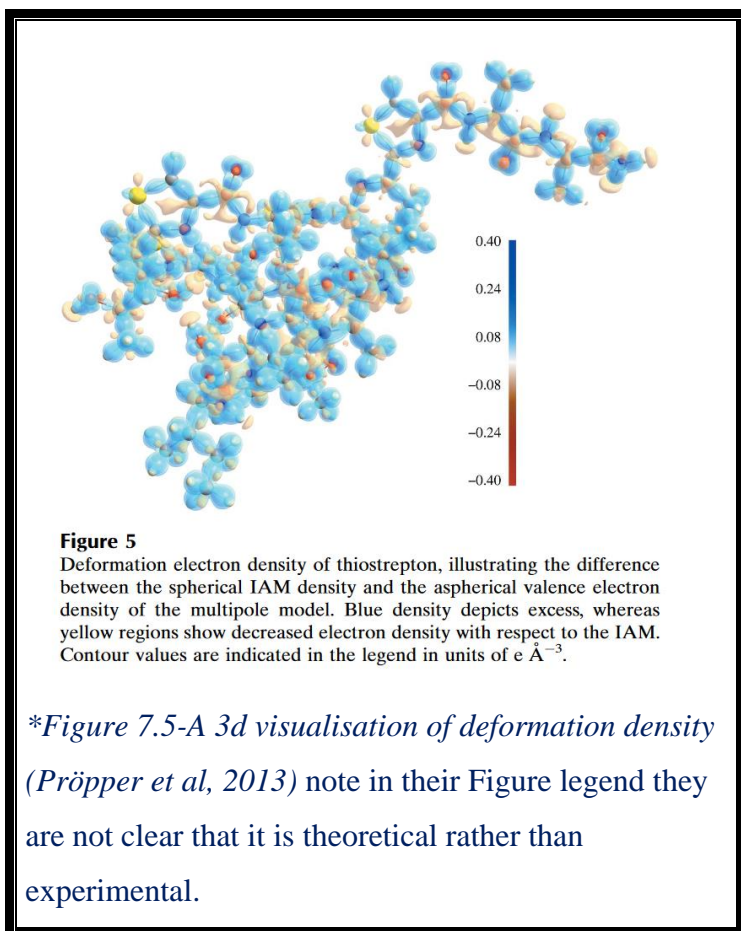 0.40
0.24
0.08
−0.08
−0.24
−0.40
Figure 5
Deformation electron density of thiostrepton, illustrating the difference
between the spherical IAM density and the aspherical valence electron
density of the multipole model. Blue density depicts excess, whereas
yellow regions show decreased electron density with respect to the IAM.
Contour values are indicated in the legend in units of e Å⁻³.
*Figure 7.5-A 3d visualisation of deformation density
(Pröpper et al, 2013) note in their Figure legend they
are not clear that it is theoretical rather than
experimental.